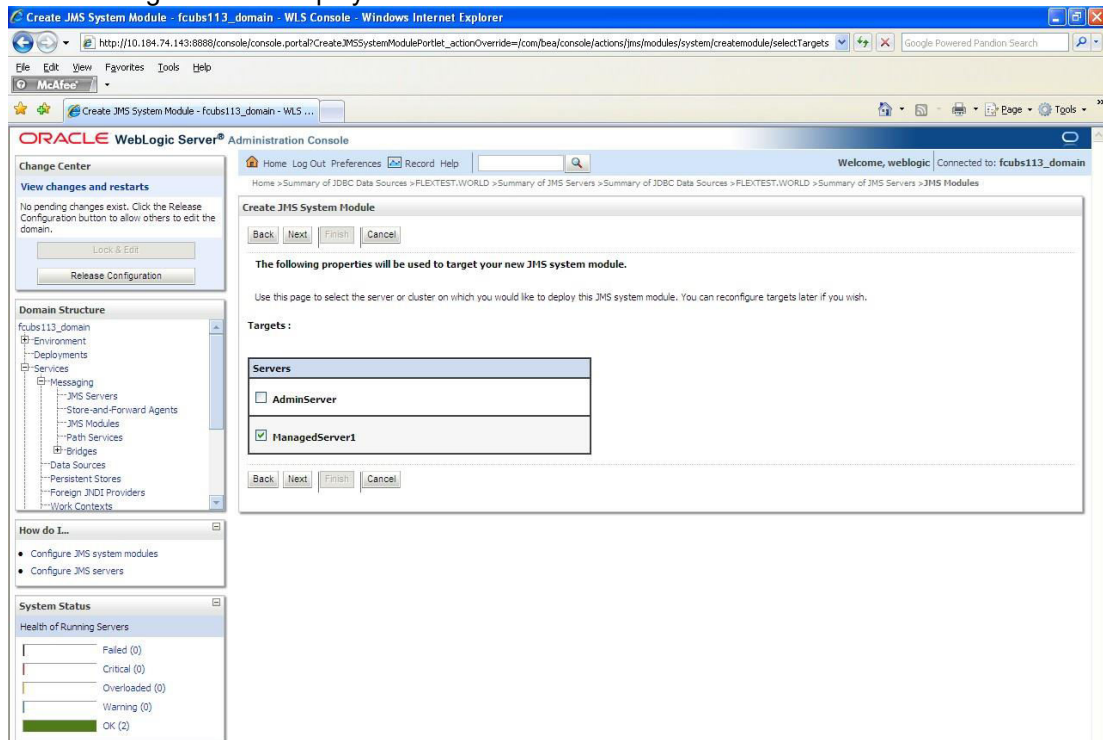 Create JMS System Module - fcubs113_domain - WLS Console - Windows Internet Explorer
http://10.184.74.143:8888/console/console.portal?CreateJMSSystemModulePortlet_actionOverride=/com/bea/console/actions/jms/modules/system/createmodule/selectTargets
Google Powered Pandion Search
File Edit View Favorites Tools Help
McAfee
Create JMS System Module - fcubs113_domain - WLS ...
Page Tools
ORACLE WebLogic Server® Administration Console
Change Center
View changes and restarts
No pending changes exist. Click the Release
Configuration button to allow others to edit the
domain.
Lock & Edit
Release Configuration
Domain Structure
fcubs113_domain
Environment
Deployments
Services
Messaging
JMS Servers
Store-and-Forward Agents
JMS Modules
Path Services
Bridges
Data Sources
Persistent Stores
Foreign JNDI Providers
Work Contexts
How do I...
Configure JMS system modules
Configure JMS servers
System Status
Health of Running Servers
Failed (0)
Critical (0)
Overloaded (0)
Warning (0)
OK (2)
Home Log Out Preferences Record Help
Welcome, weblogic Connected to: fcubs113_domain
Home >Summary of JDBC Data Sources >FLEXTEST.WORLD >Summary of JMS Servers >Summary of JDBC Data Sources >FLEXTEST.WORLD >Summary of JMS Servers >JMS Modules
Create JMS System Module
Back Next Finish Cancel
The following properties will be used to target your new JMS system module.
Use this page to select the server or cluster on which you would like to deploy this JMS system module. You can reconfigure targets later if you wish.
Targets :
Servers
AdminServer
ManagedServer1
Back Next Finish Cancel